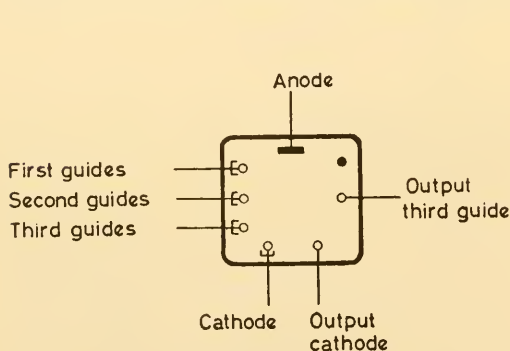 Anode
First guides
Second guides
Third guides
Output
third guide
Cathode
Output
cathode